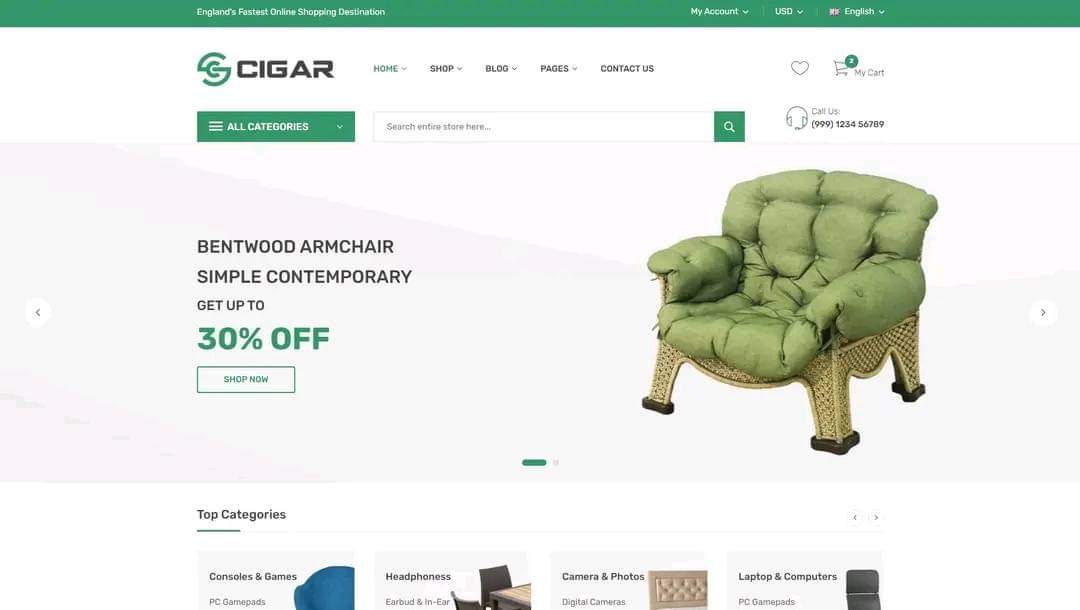 England's Fastest Online Shopping Destination
My Account
USD
English
CIGAR
HOME
SHOP
BLOG
PAGES
CONTACT US
2
My Cart
ALL CATEGORIES
Search entire store here...
Call Us:
(999) 1234 56789
BENTWOOD ARMCHAIR
SIMPLE CONTEMPORARY
GET UP TO
30% OFF
SHOP NOW
Top Categories
Consoles & Games
PC Gamepads
Headphoness
Earbud & In-Ear
Camera & Photos
Digital Cameras
Laptop & Computers
PC Gamepads